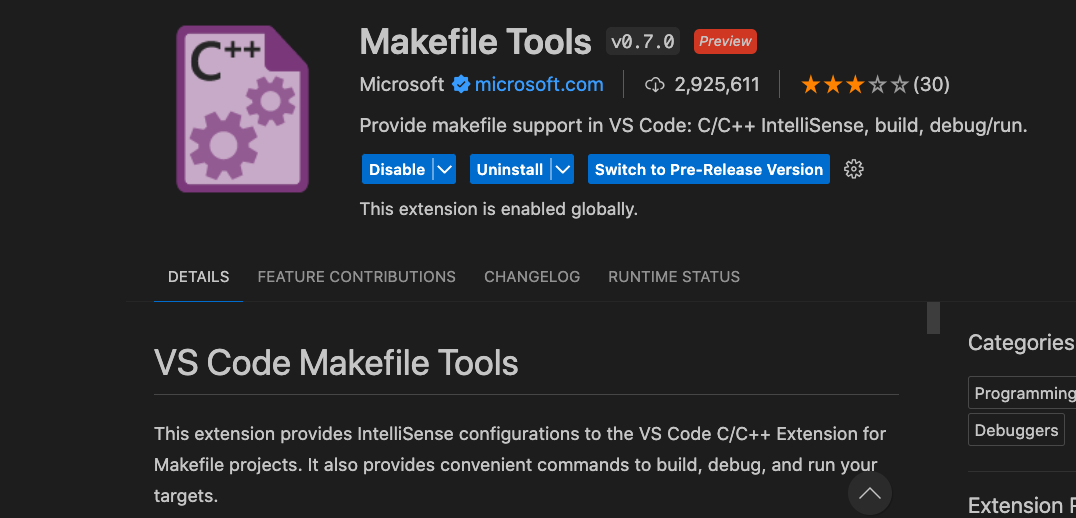 C++
Makefile Tools v0.7.0 Preview
Microsoft microsoft.com 2,925,611 (30)
Provide makefile support in VS Code: C/C++ IntelliSense, build, debug/run.
Disable Uninstall Switch to Pre-Release Version
This extension is enabled globally.
DETAILS FEATURE CONTRIBUTIONS CHANGELOG RUNTIME STATUS
VS Code Makefile Tools
This extension provides IntelliSense configurations to the VS Code C/C++ Extension for
Makefile projects. It also provides convenient commands to build, debug, and run your
targets.
Categories
Programming
Debuggers
Extension